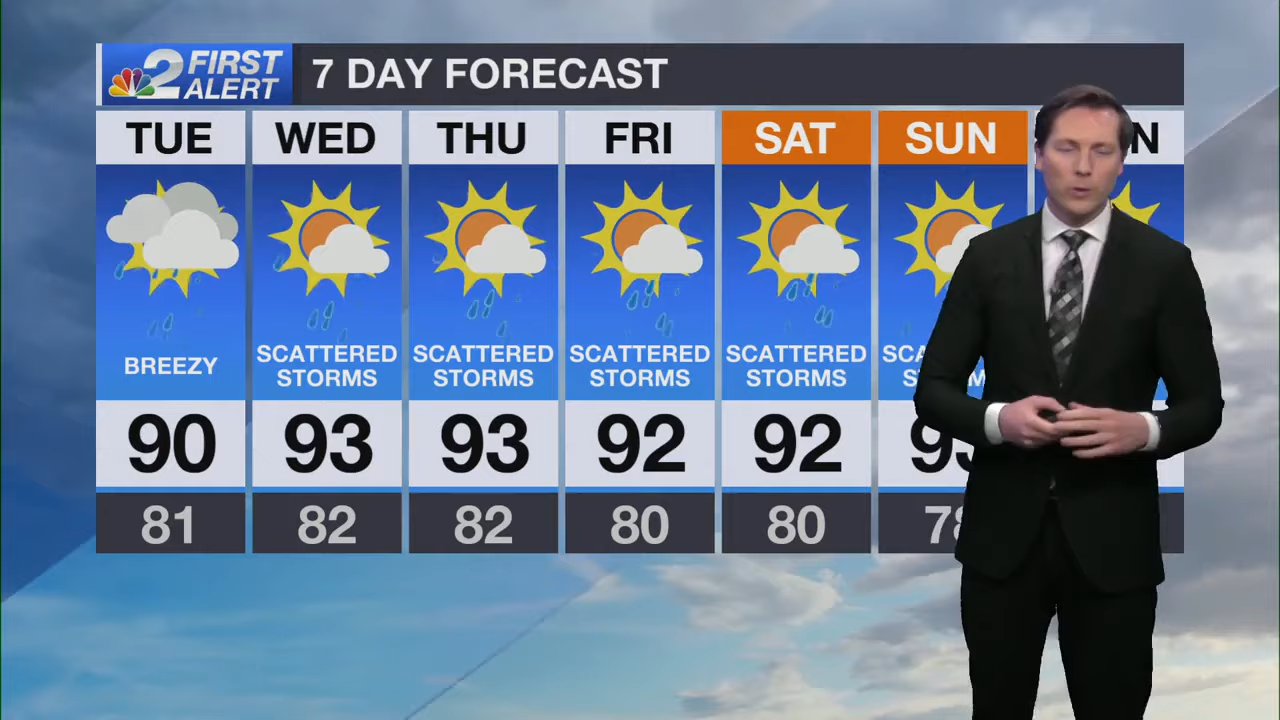 2 FIRST ALERT
7 DAY FORECAST
TUE WED THU FRI SAT SUN
BREEZY
SCATTERED STORMS
SCATTERED STORMS
SCATTERED STORMS
SCATTERED STORMS
90 93 93 92 92
81 82 82 80 80